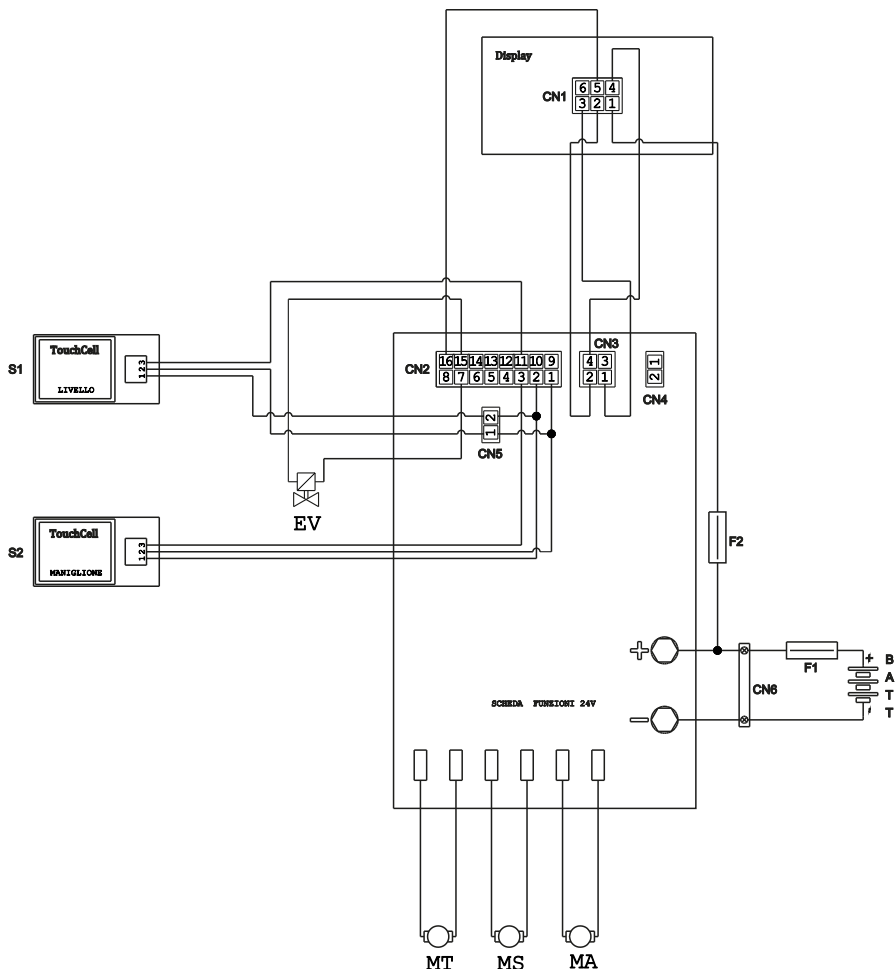 Display
CN1
6 5 4
3 2 1
TouchCell
LIVELLO
S1
1 2 3
CN2
16 15 14 13 12 11 10 9
8 7 6 5 4 3 2 1
CN3
4 3
2 1
1
2
CN4
2
1
CN5
EV
TouchCell
MANIGLIONE
S2
1 2 3
F2
+
-
F1
CN6
+
-
BATT
SCHEDA FUNZIONI 24V
MT
MS
MA